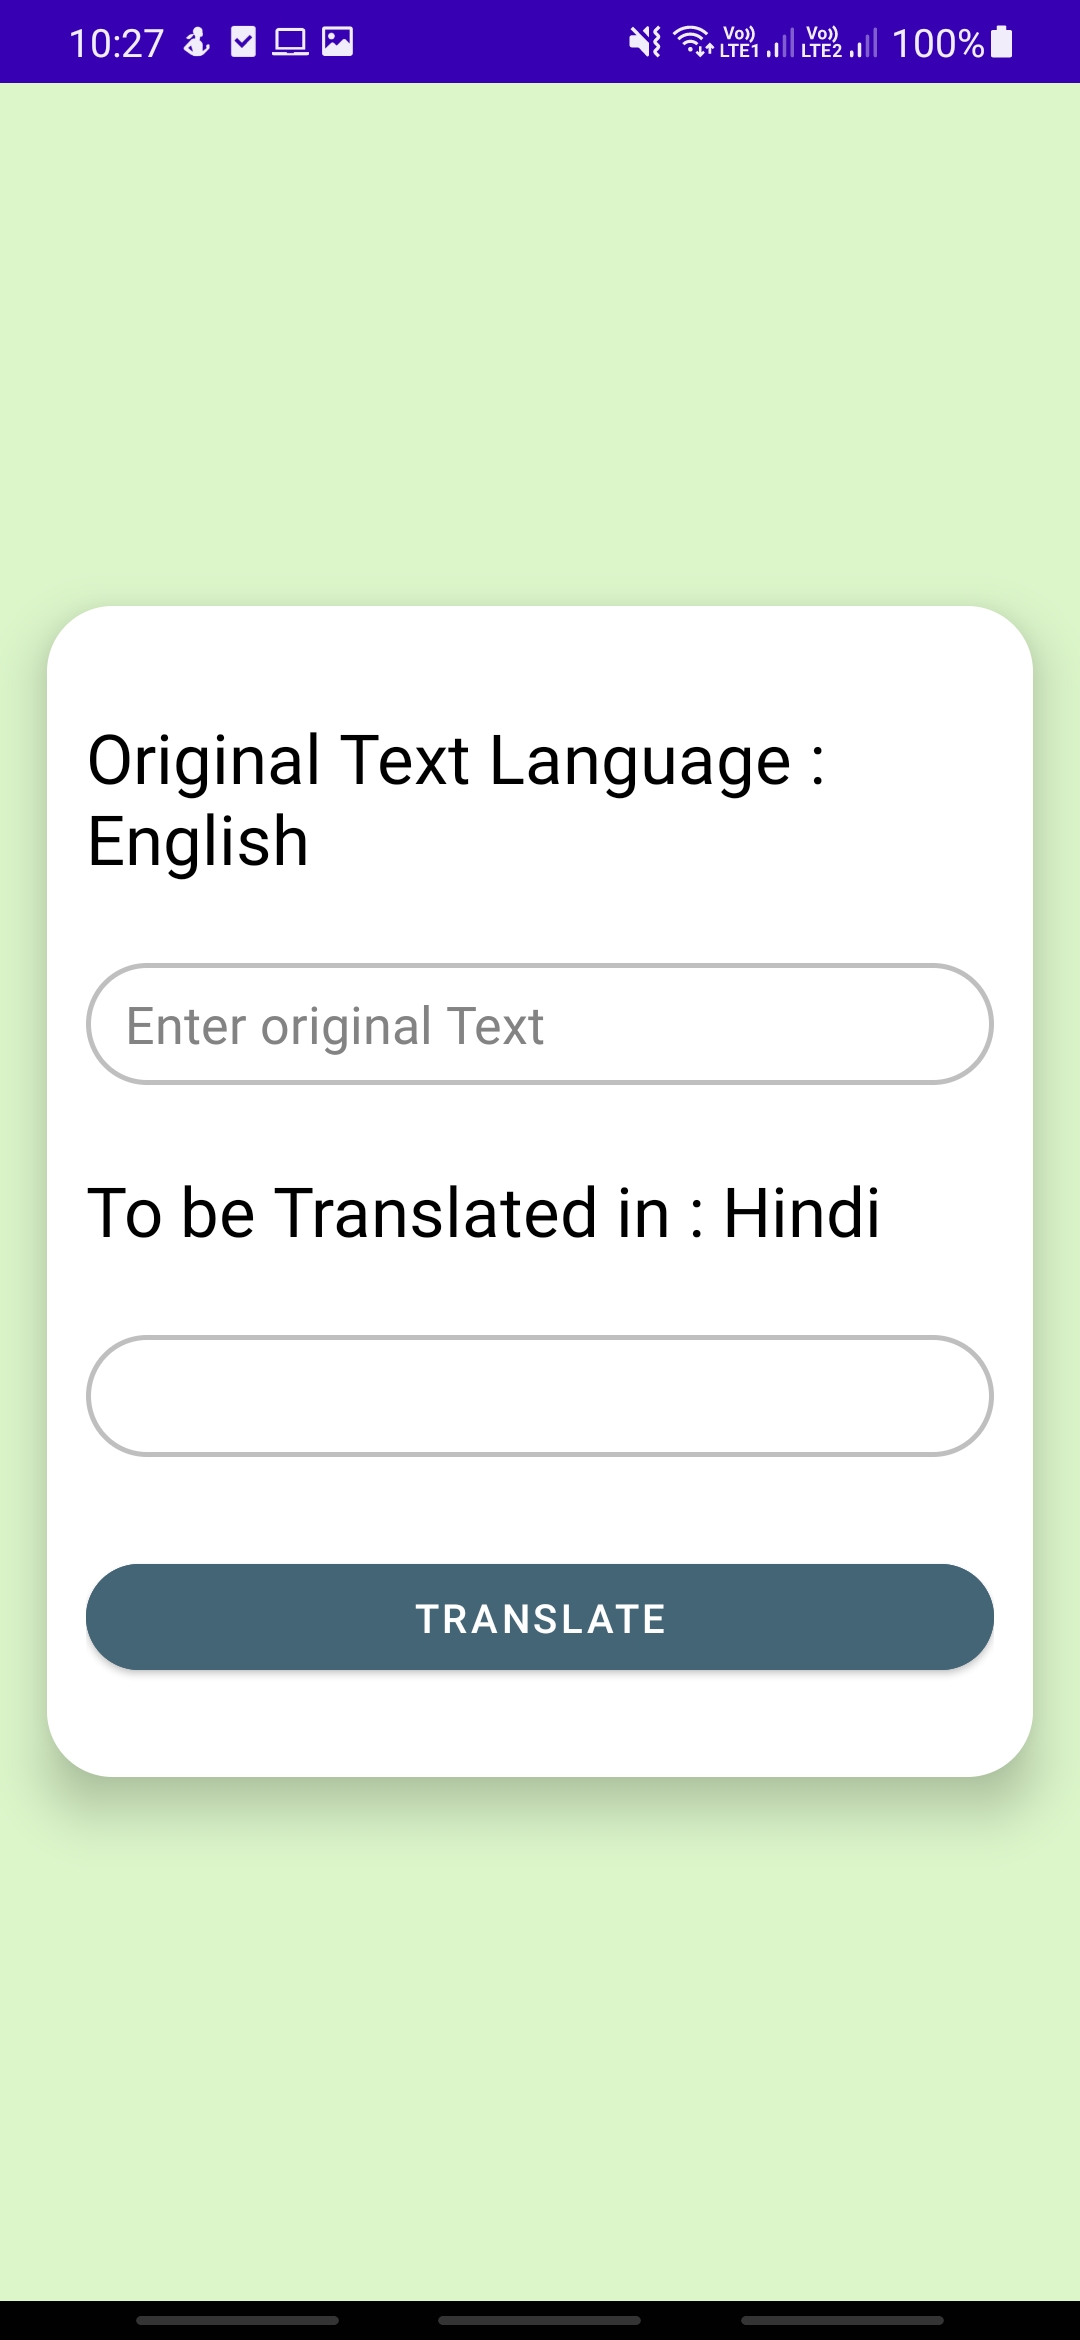 10:27 Vo)) LTE1 Vo)) LTE2 100%
Original Text Language :
English
Enter original Text
To be Translated in : Hindi
TRANSLATE